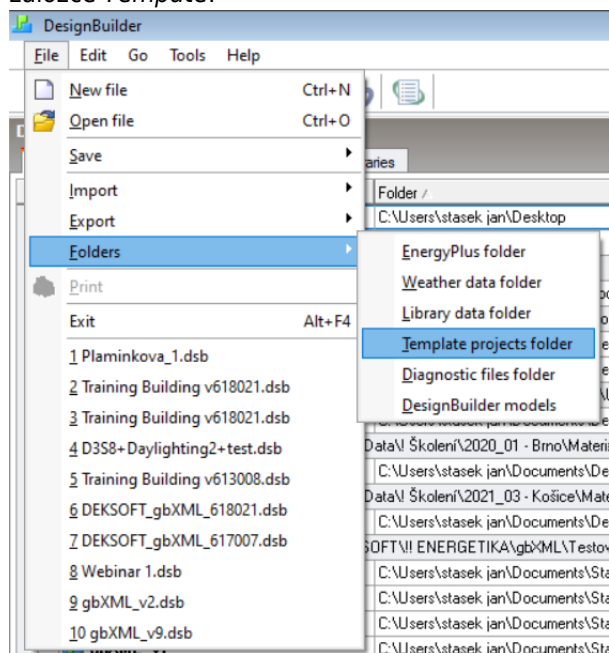 záložce Template.
DesignBuilder
File Edit Go Tools Help
New file Ctrl+N
Open file Ctrl+O
Save
Import
Export
Folders
Print
Exit Alt+F4
1 Plaminkova_1.dsb
2 Training Building v618021.dsb
3 Training Building v618021.dsb
4 D3S8+Daylighting2+test.dsb
5 Training Building v613008.dsb
6 DEKSOFT_gbXML_618021.dsb
7 DEKSOFT_gbXML_617007.dsb
8 Webinar 1.dsb
9 gbXML_v2.dsb
10 gbXML_v9.dsb
aries
Folder
C:\Users\stasek jan\Desktop
EnergyPlus folder
Weather data folder
Library data folder
Template projects folder
Diagnostic files folder
DesignBuilder models
Data\! Školení\2020_01 - Brno\Materi
C:\Users\stasek jan\Documents\De
Data\! Školení\2021_03 - Košice\Mate
C:\Users\stasek jan\Documents\De
SOFT\!! ENERGETIKA\gbXML\Testov
C:\Users\stasek jan\Documents\Sta
C:\Users\stasek jan\Documents\Sta
C:\Users\stasek jan\Documents\Sta
C:\Users\stasek jan\Documents\Sta